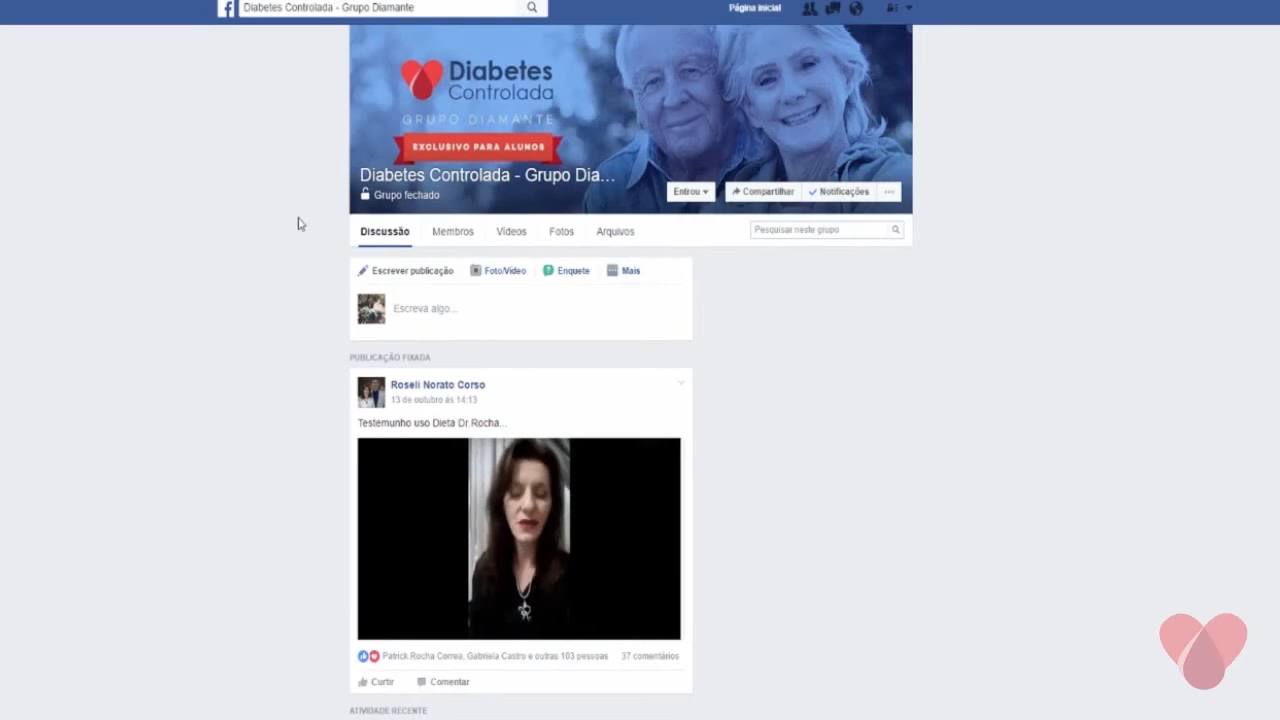 Diabetes Controlada - Grupo Diamante
Página inicial
Diabetes
Controlada
GRUPO DIAMANTE
EXCLUSIVO PARA ALUNOS
Diabetes Controlada - Grupo Dia...
Grupo fechado
Entrou
Compartilhar
Notificações
Discussão
Membros
Vídeos
Fotos
Arquivos
Pesquisar neste grupo
Escrever publicação
Foto/Vídeo
Enquete
Mais
Escreva algo...
PUBLICAÇÃO FIXADA
Roseli Norato Corso
13 de outubro às 14:13
Testemunho uso Dieta Dr.Rocha...
Patrick Rocha Correa, Gabriela Castro e outras 103 pessoas
37 comentários
Curtir
Comentar
ATIVIDADE RECENTE